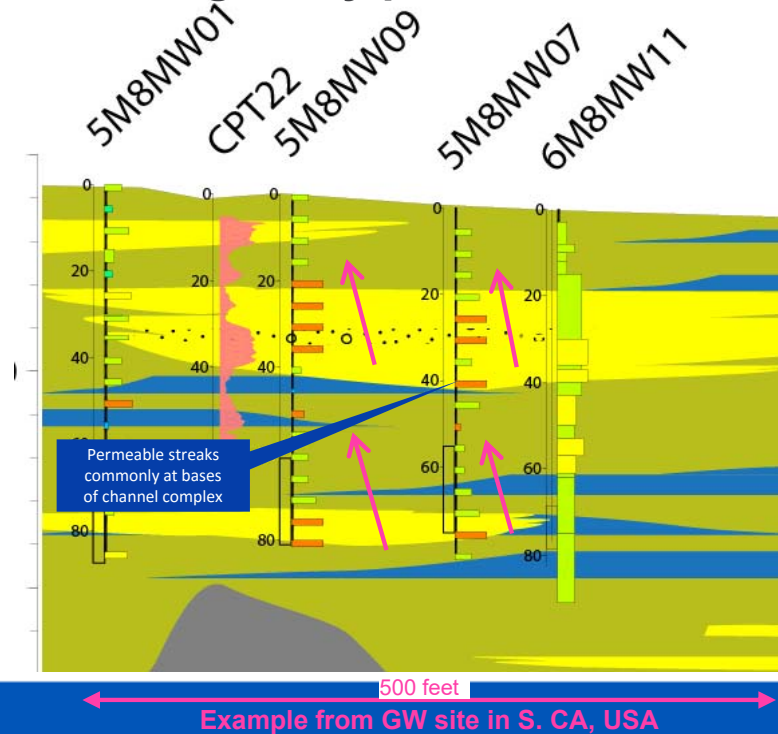 5M8MW01
CPT22
5M8MW09
5M8MW07
6M8MW11
0
0
0
0
0
20
20
20
20
20
40
40
40
40
40
60
60
80
80
80
Permeable streaks
commonly at bases
of channel complex
500 feet
Example from GW site in S. CA, USA